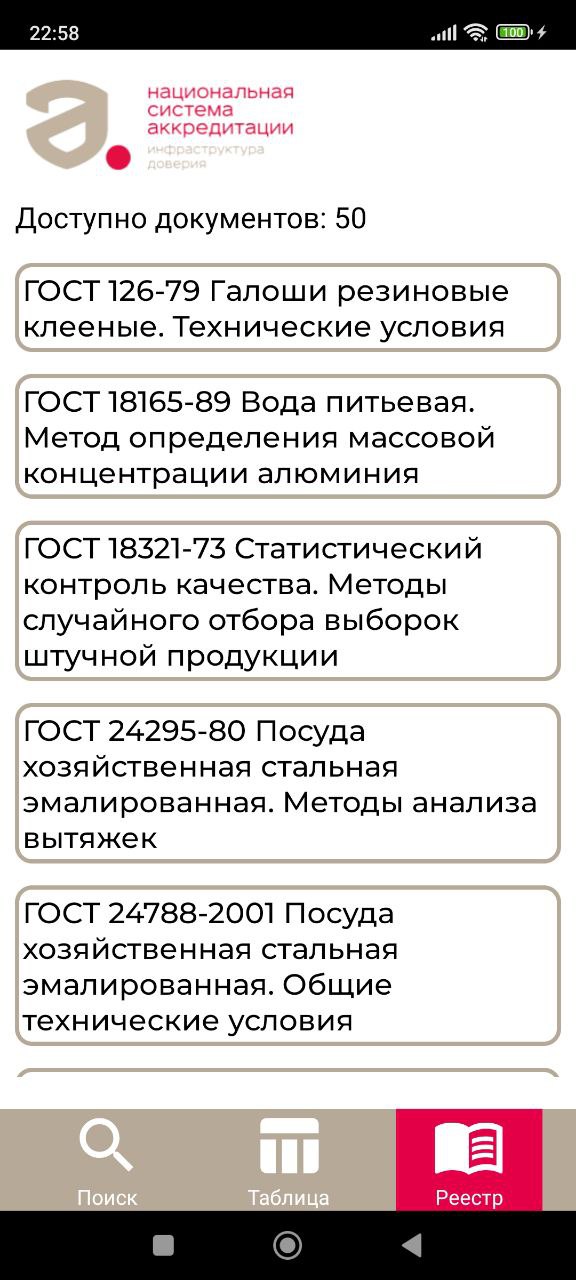 22:58
100
национальная
система
аккредитации
инфраструктура
доверия
Доступно документов: 50
ГОСТ 126-79 Галоши резиновые
клееные. Технические условия
ГОСТ 18165-89 Вода питьевая.
Метод определения массовой
концентрации алюминия
ГОСТ 18321-73 Статистический
контроль качества. Методы
случайного отбора выборок
штучной продукции
ГОСТ 24295-80 Посуда
хозяйственная стальная
эмалированная. Методы анализа
вытяжек
ГОСТ 24788-2001 Посуда
хозяйственная стальная
эмалированная. Общие
технические условия
Поиск
Таблица
Реестр